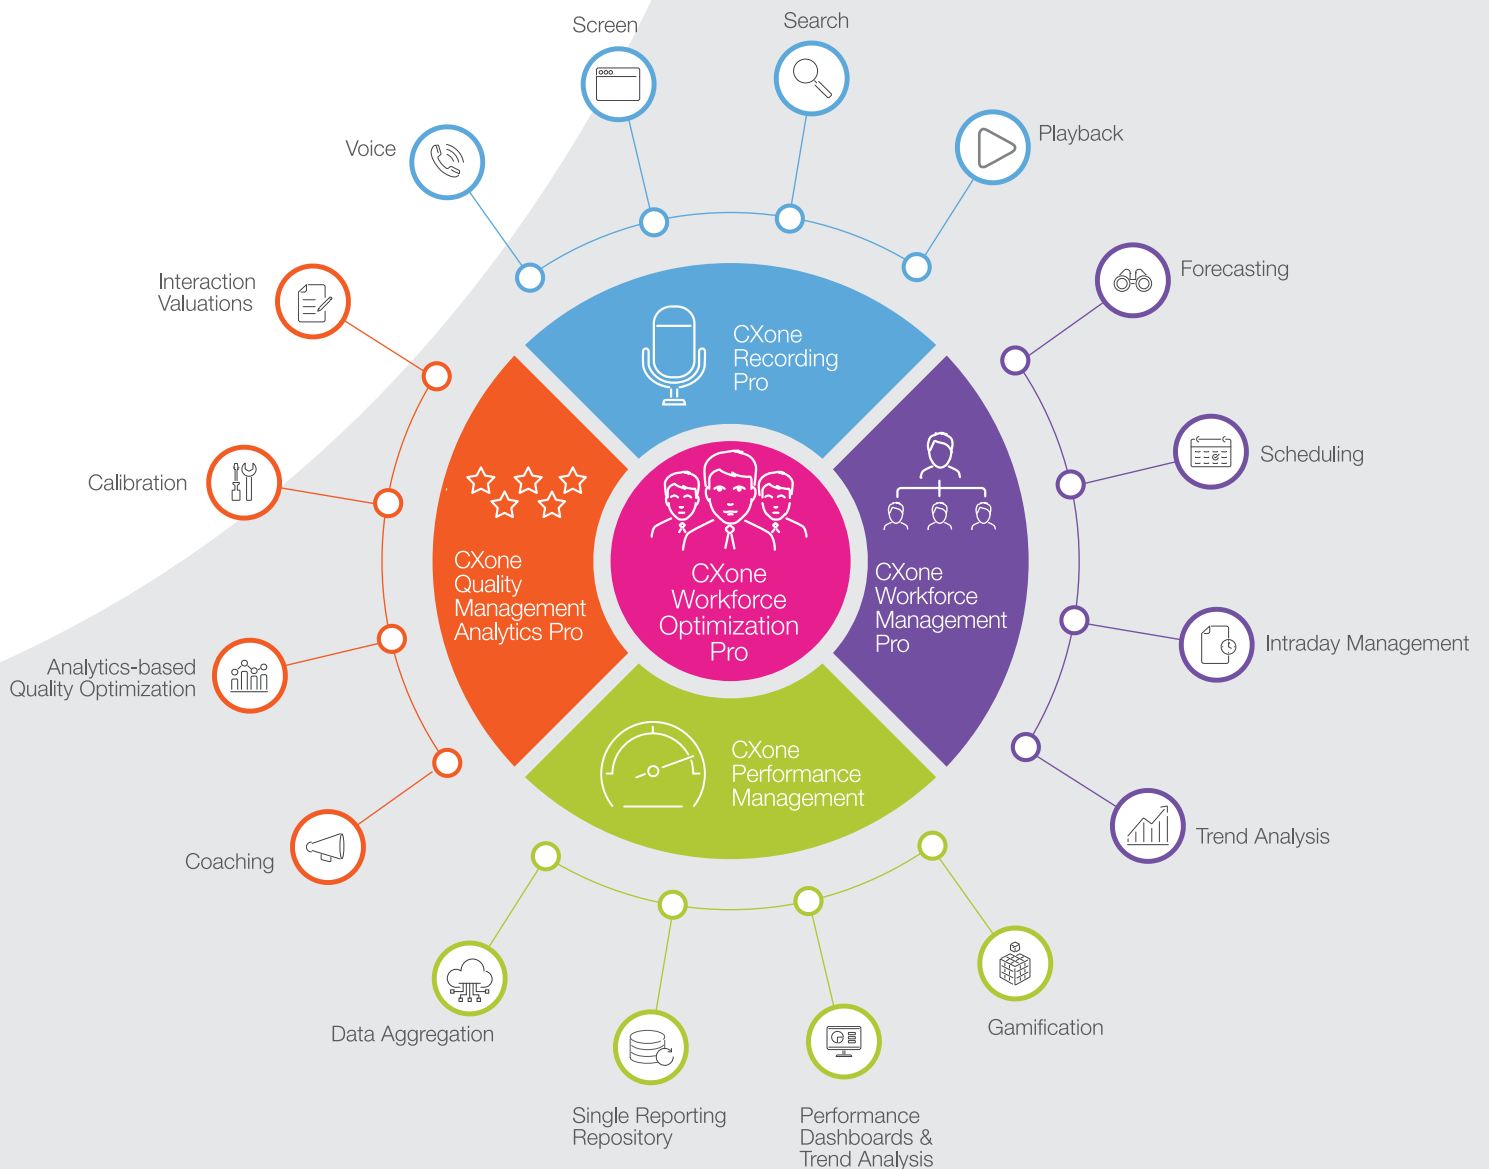 Screen
Search
Voice
Playback
Interaction
Valuations
Forecasting
Calibration
Scheduling
Analytics-based
Quality Optimization
Intraday Management
Coaching
Trend Analysis
CXone
Recording
Pro
CXone
Quality
Management
Analytics Pro
CXone
Workforce
Optimization
Pro
CXone
Workforce
Management
Pro
CXone
Performance
Management
Data Aggregation
Gamification
Single Reporting
Repository
Performance
Dashboards &
Trend Analysis